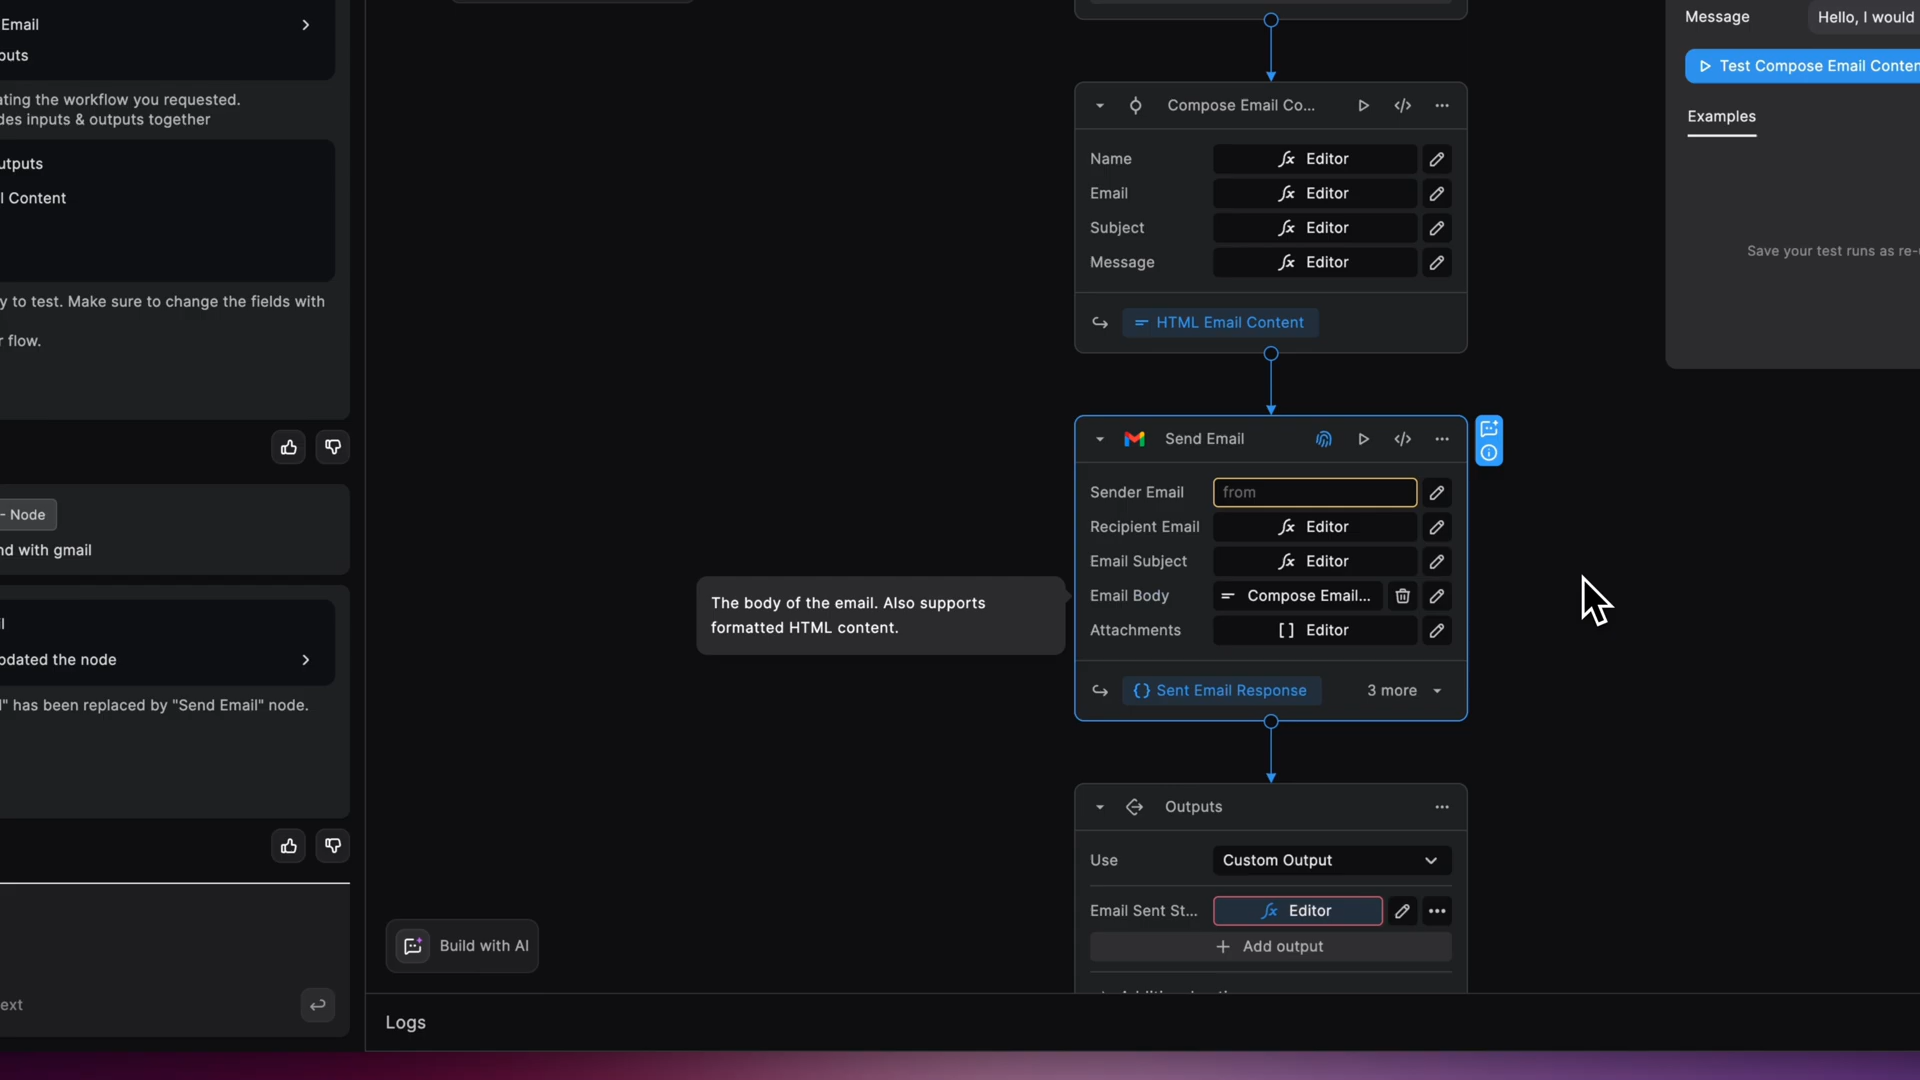 Email
puts
ating the workflow you requested.
des inputs & outputs together
utputs
l Content
y to test. Make sure to change the fields with
r flow.
- Node
nd with gmail
l
pdated the node
l" has been replaced by "Send Email" node.
ext
Build with AI
Logs
The body of the email. Also supports
formatted HTML content.
Compose Email Co...
Name Editor
Email Editor
Subject Editor
Message Editor
HTML Email Content
Send Email
Sender Email from
Recipient Email Editor
Email Subject Editor
Email Body Compose Email...
Attachments [ ] Editor
{} Sent Email Response 3 more
Outputs
Use Custom Output
Email Sent St... Editor
+ Add output
Message Hello, I would
Test Compose Email Conten
Examples
Save your test runs as re-